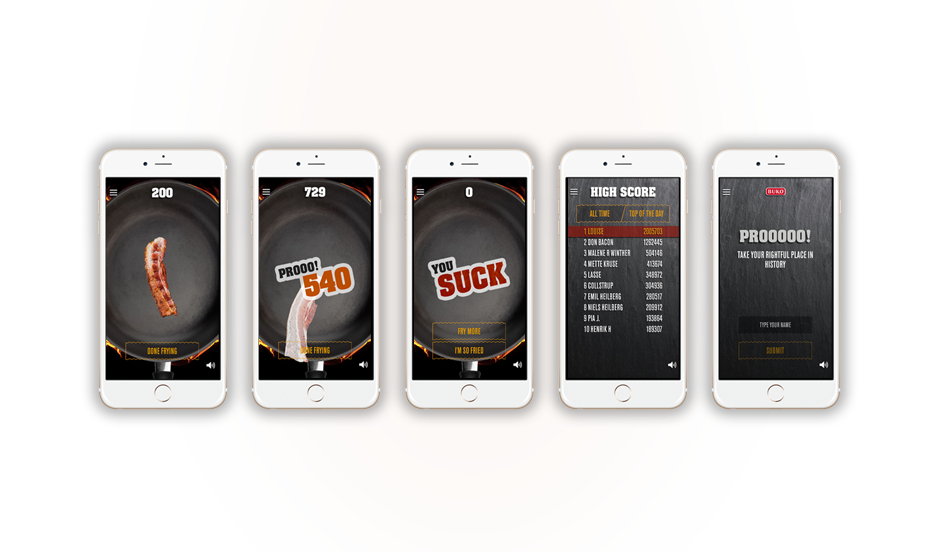 200
DONE FRYING
729
PROOO!
540
NE FRYING
0
YOU
SUCK
FRY MORE
I'M SO FRIED
HIGH SCORE
ALL TIME TOP OF THE DAY
1 LOUISE 2005703
2 DON BACON 1262445
3 MALENE R WINTHER 504146
4 METTE KRUSE 413674
5 LASSE 348972
6 COLLSTRUP 304936
7 EMIL HEILBERG 280517
8 NIELS HEILBERG 209912
9 PIA J. 193864
10 HENRIK H 189307
BUKO
PROOOOO!
TAKE YOUR RIGHTFUL PLACE IN
HISTORY
TYPE YOUR NAME
SUBMIT